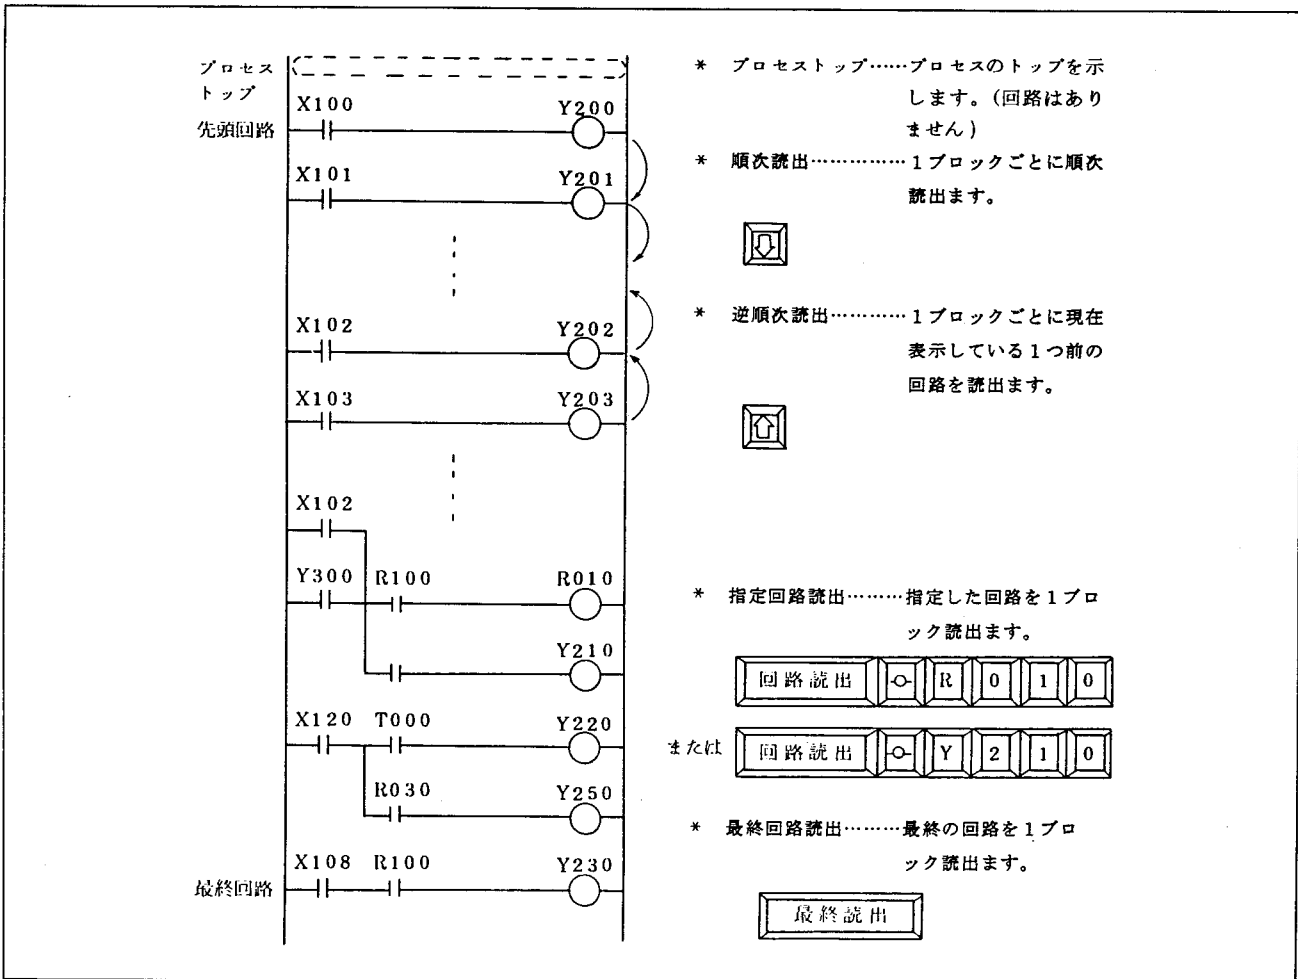 プロセス
トップ
X100 Y200
先頭回路
X101 Y201
X102 Y202
X103 Y203
X102
Y300 R100 R010
Y210
X120 T000 Y220
R030 Y250
X108 R100 Y230
最終回路
* プロセストップ……プロセスのトップを示
します。(回路はあり
ません)
* 順次読出……………1ブロックごとに順次
読出ます。
* 逆順次読出…………1ブロックごとに現在
表示している1つ前の
回路を読出ます。
* 指定回路読出………指定した回路を1ブロ
ック読出ます。
回路読出 R 0 1 0
または 回路読出 Y 2 1 0
* 最終回路読出………最終の回路を1ブロ
ック読出ます。
最終読出